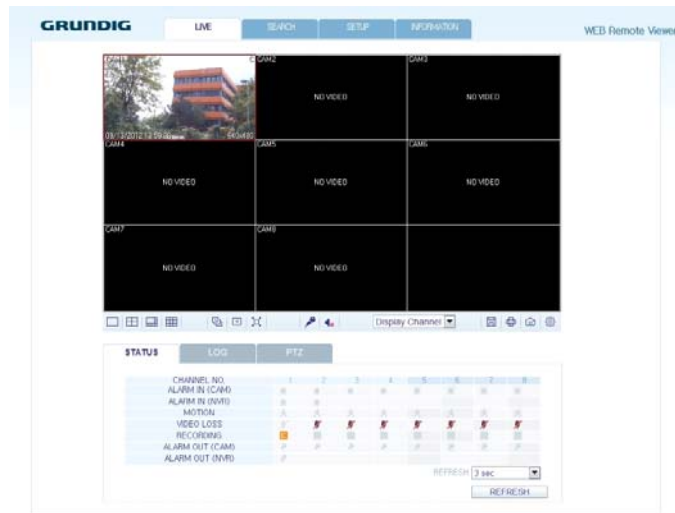 GRUNDIG
LIVE
SEARCH
SETUP
INFORMATION
WEB Remote Viewer
CAM2
CAM3
NO VIDEO
NO VIDEO
CAM4
CAM5
CAM6
NO VIDEO
NO VIDEO
NO VIDEO
CAM7
CAM8
NO VIDEO
NO VIDEO
Display Channel
STATUS
LOG
PTZ
CHANNEL NO. 1 2 3 4 5 6 7 8
ALARM IN (CAM)
ALARM IN (NVR)
MOTION
VIDEO LOSS
RECORDING
ALARM OUT (CAM)
ALARM OUT (NVR)
REFRESH 3 sec
REFRESH